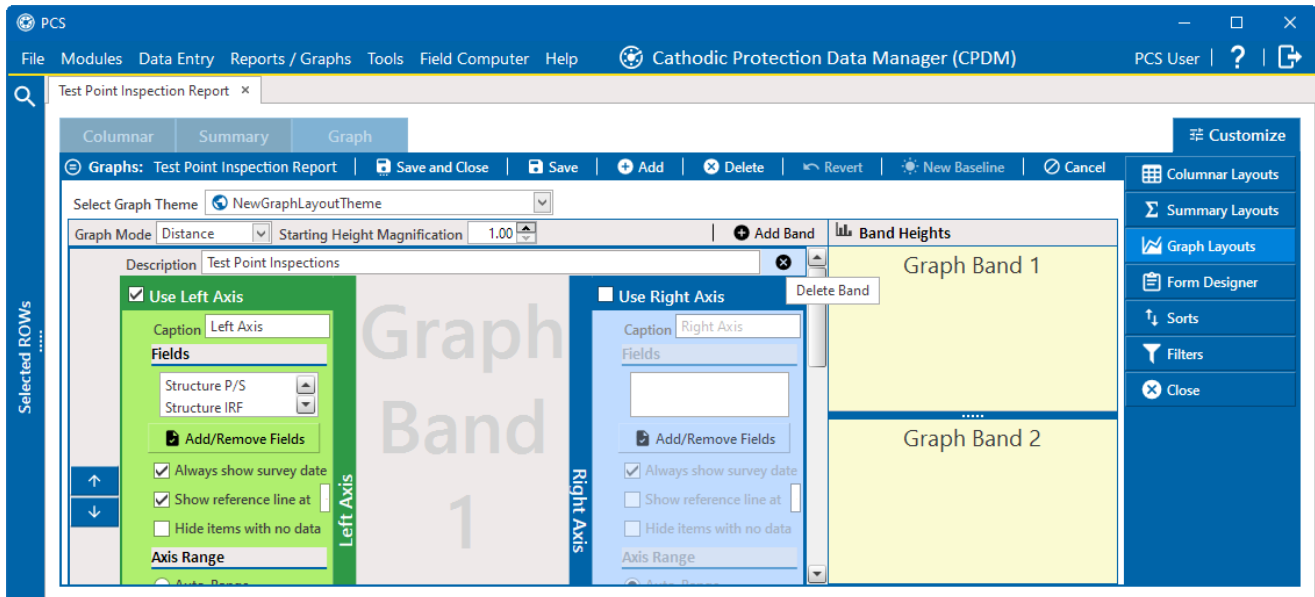 PCS
File Modules Data Entry Reports / Graphs Tools Field Computer Help Cathodic Protection Data Manager (CPDM) PCS User | ? |
Test Point Inspection Report ×
Columnar Summary Graph Customize
Graphs: Test Point Inspection Report | Save and Close | Save | Add | Delete | Revert | New Baseline | Cancel
Columnar Layouts
Select Graph Theme NewGraphLayoutTheme
Summary Layouts
Graph Mode Distance Starting Height Magnification 1.00 | Add Band Band Heights
Graph Layouts
Description Test Point Inspections
Graph Band 1
Form Designer
Delete Band
Use Left Axis
Use Right Axis
Sorts
Caption Left Axis
Caption Right Axis
Filters
Fields
Fields
Close
Structure P/S
Structure IRF
Add/Remove Fields
Add/Remove Fields
Graph Band 2
Always show survey date
Always show survey date
Show reference line at
Show reference line at
Hide items with no data
Hide items with no data
Axis Range
Axis Range
Auto-Range
Auto-Range
Left Axis
Graph
Band
1
Right Axis
Selected ROWs